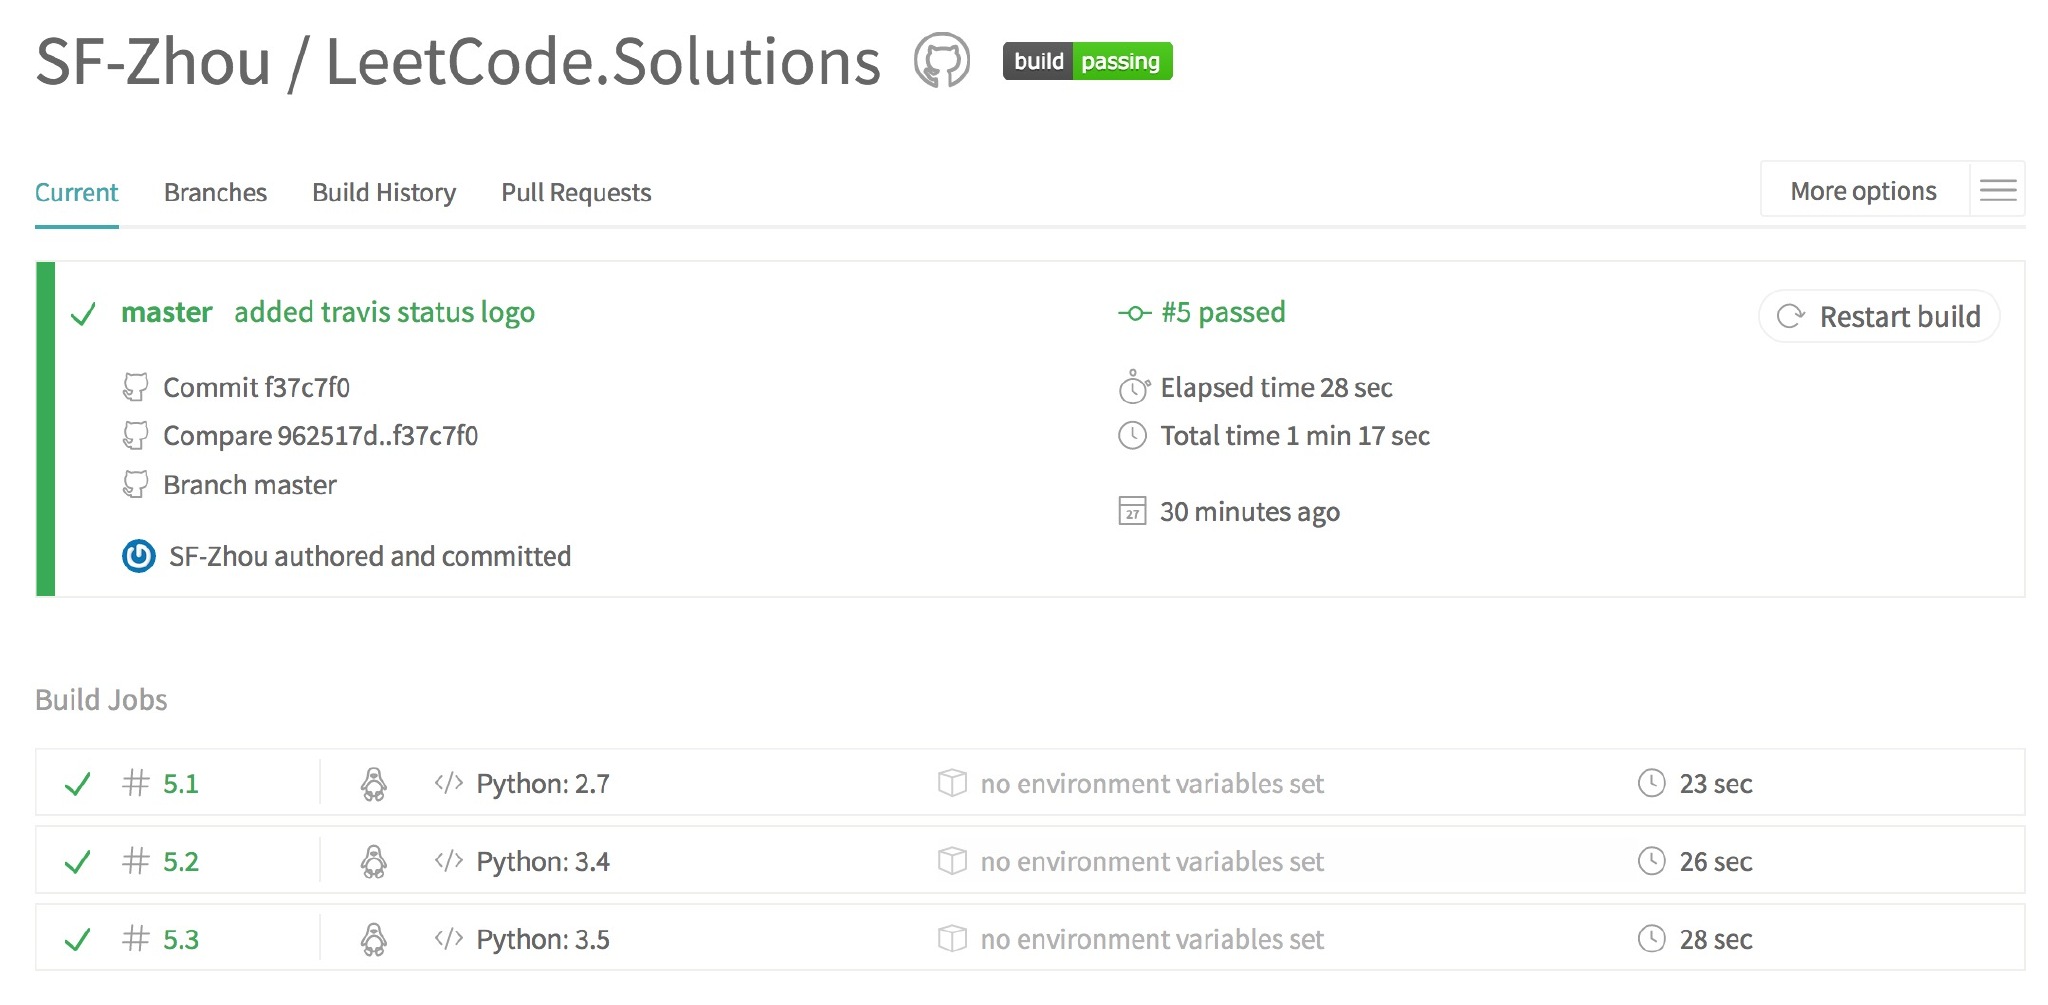 SF-Zhou / LeetCode.Solutions build passing
Current Branches Build History Pull Requests More options
master added travis status logo #5 passed Restart build
Commit f37c7f0 Elapsed time 28 sec
Compare 962517d..f37c7f0 Total time 1 min 17 sec
Branch master
27 30 minutes ago
SF-Zhou authored and committed
Build Jobs
# 5.1 </> Python: 2.7 no environment variables set 23 sec
# 5.2 </> Python: 3.4 no environment variables set 26 sec
# 5.3 </> Python: 3.5 no environment variables set 28 sec